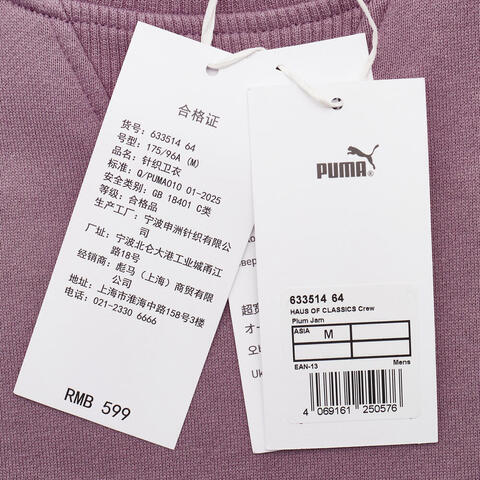 合格证
货号: 633514 64
号型: 175/96A (M)
品名: 针织卫衣
标准: Q/PUMA010 01-2025
安全类别: GB 18401 C类
等级: 合格品
生产工厂: 宁波申洲针织有限公
司
厂址: 宁波北仑大港工业城甬江
路18号
经销商: 彪马（上海）商贸有限
公司
地址: 上海市淮海中路158号3楼
电话: 021-2330 6666
RMB 599
PUMA®
633514 64
HAUS OF CLASSICS Crew
Plum Jam
ASIA
M
EAN-13
Mens
4 069161 250576